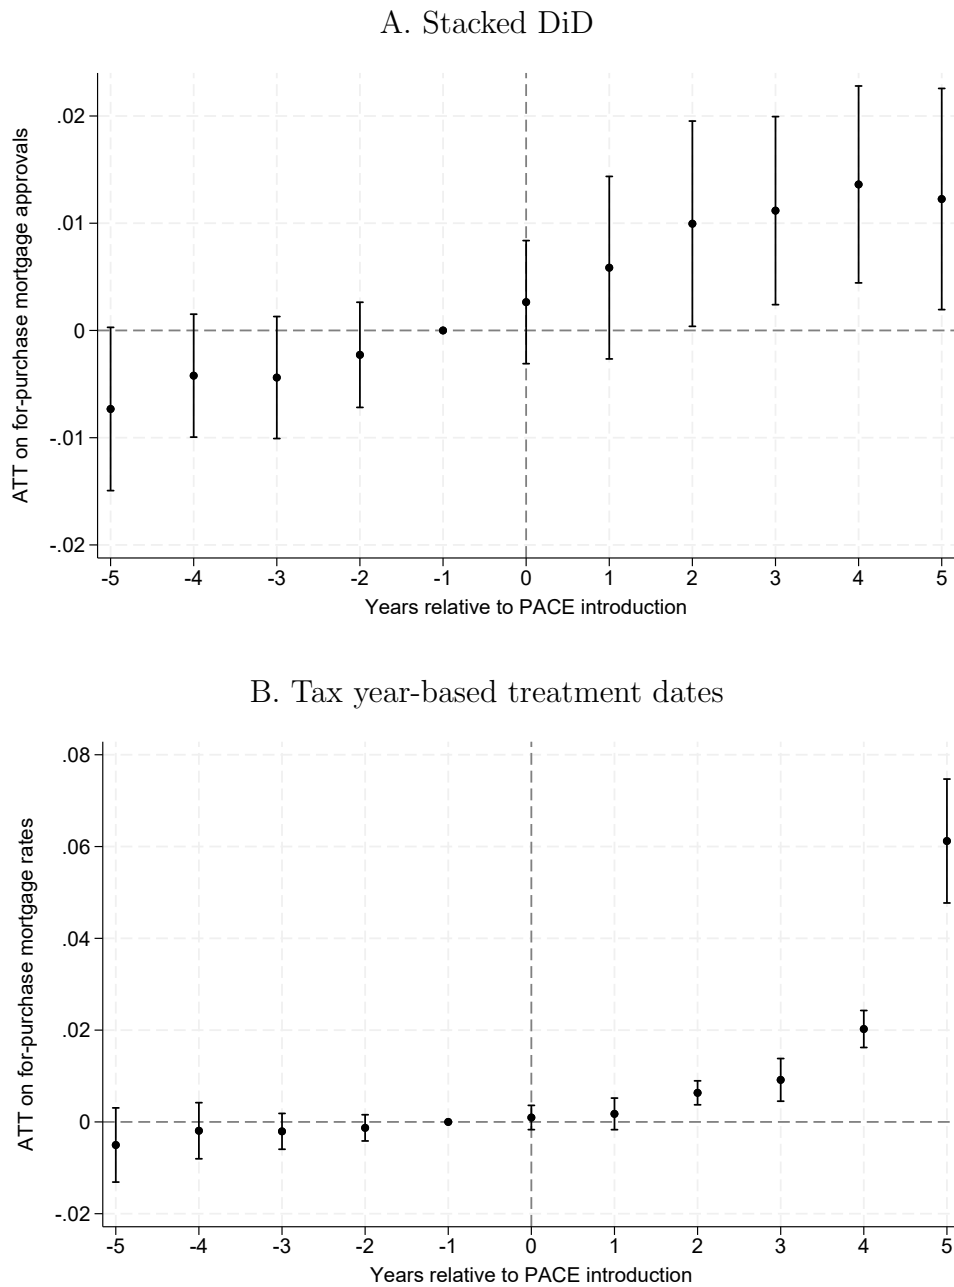 A. Stacked DiD
ATT on for-purchase mortgage approvals
.02
.01
0
-.01
-.02
-5 -4 -3 -2 -1 0 1 2 3 4 5
Years relative to PACE introduction
B. Tax year-based treatment dates
ATT on for-purchase mortgage rates
.08
.06
.04
.02
0
-.02
-5 -4 -3 -2 -1 0 1 2 3 4 5
Years relative to PACE introduction